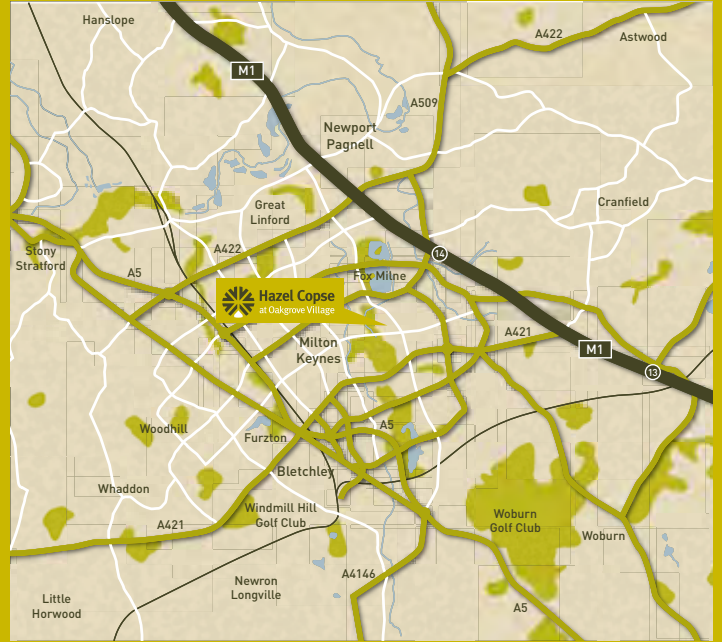 Hanslope
A422
Astwood
M1
A509
Newport
Pagnell
Great
Linford
Cranfield
A422
Stony
Stratford
14
A5
Fox Milne
Hazel Copse
at Oakgrove Village
Milton
Keynes
A421
M1
13
Woodhill
Furzton
A5
Bletchley
Whaddon
Windmill Hill
Golf Club
A421
Woburn
Golf Club
Woburn
A4146
Newron
Longville
Little
Horwood
A5